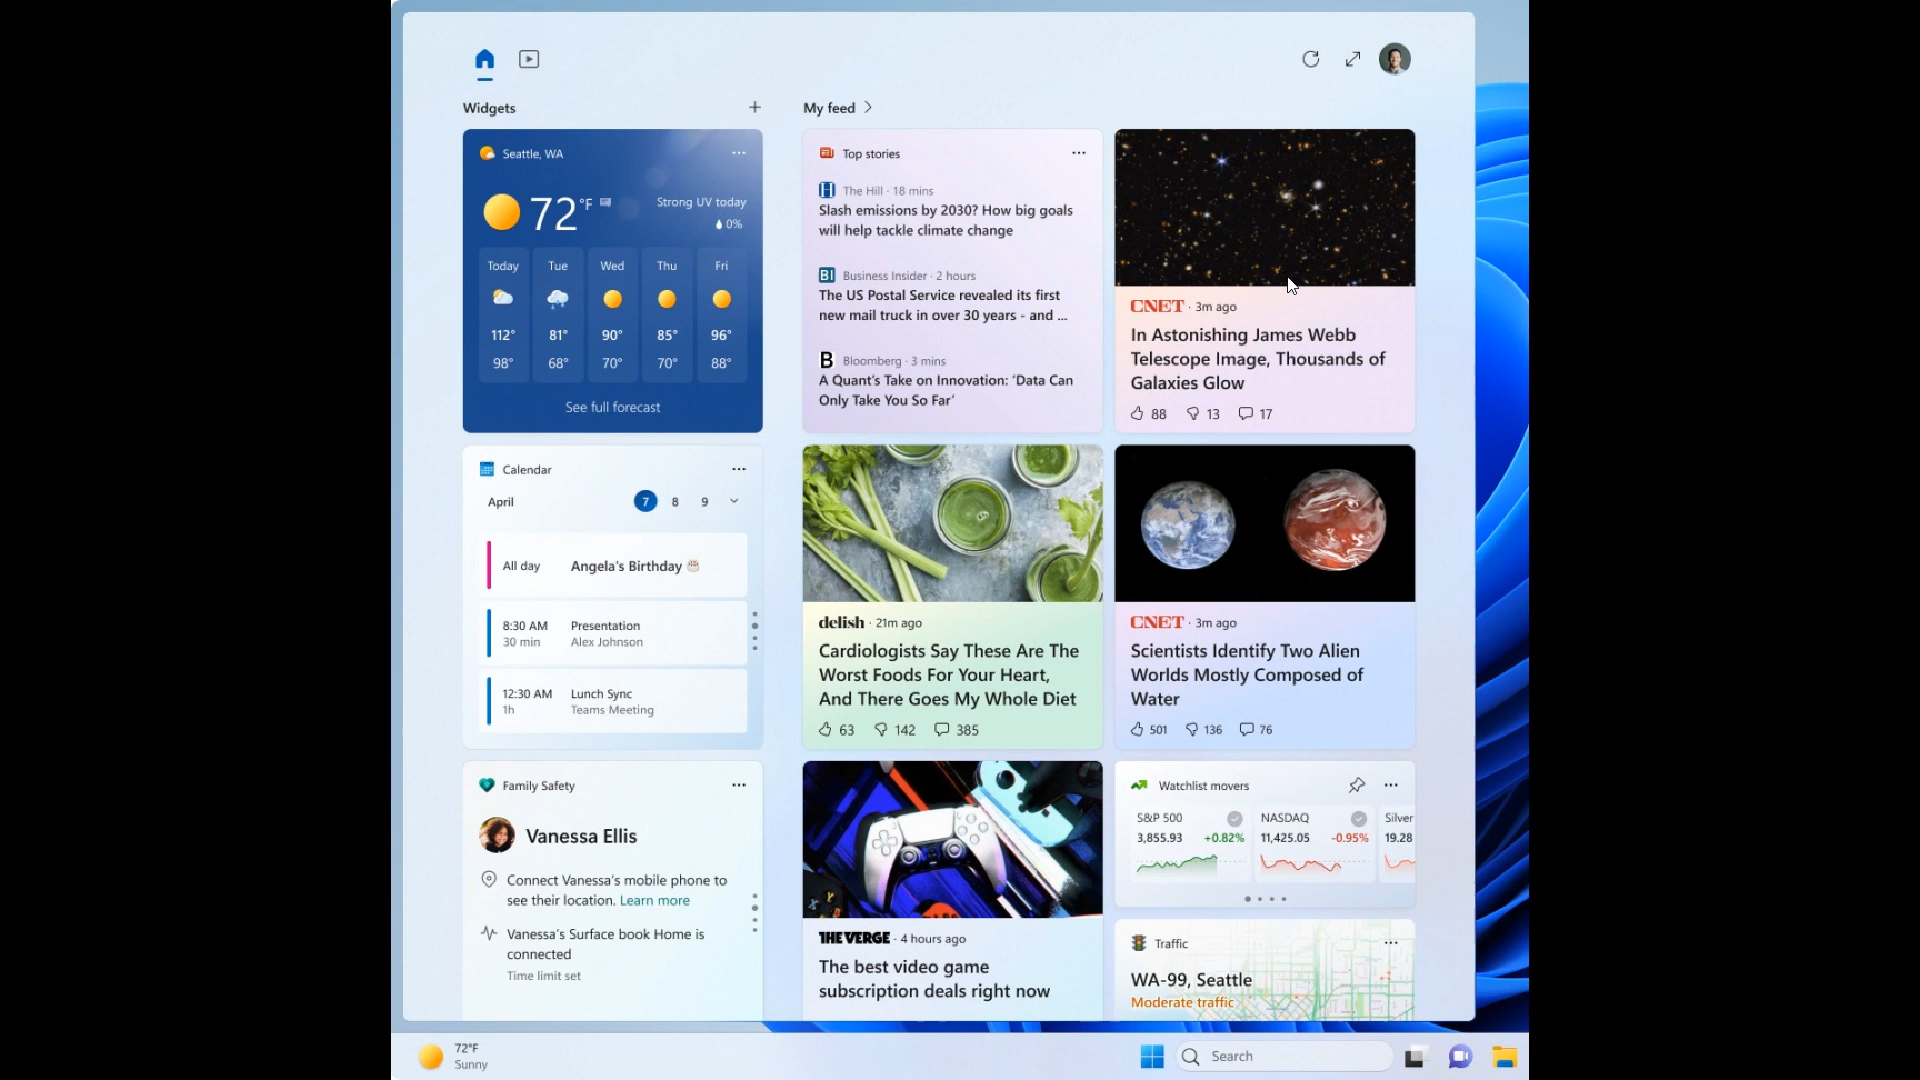 Widgets
My feed
Seattle, WA
72 °F
Strong UV today
0%
Today Tue Wed Thu Fri
112° 81° 90° 85° 96°
98° 68° 70° 70° 88°
See full forecast
Top stories
The Hill · 18 mins
Slash emissions by 2030? How big goals
will help tackle climate change
BI Business Insider · 2 hours
The US Postal Service revealed its first
new mail truck in over 30 years - and ...
B Bloomberg · 3 mins
A Quant's Take on Innovation: 'Data Can
Only Take You So Far'
CNET · 3m ago
In Astonishing James Webb
Telescope Image, Thousands of
Galaxies Glow
88 13 17
Calendar
April 7 8 9
All day Angela's Birthday
8:30 AM Presentation
30 min Alex Johnson
12:30 AM Lunch Sync
1h Teams Meeting
delish · 21m ago
Cardiologists Say These Are The
Worst Foods For Your Heart,
And There Goes My Whole Diet
63 142 385
CNET · 3m ago
Scientists Identify Two Alien
Worlds Mostly Composed of
Water
501 136 76
Family Safety
Vanessa Ellis
Connect Vanessa's mobile phone to
see their location. Learn more
Vanessa's Surface book Home is
connected
Time limit set
X Y
THE VERGE - 4 hours ago
The best video game
subscription deals right now
Watchlist movers
S&P 500 NASDAQ Silver
3,855.93 +0.82% 11,425.05 -0.95% 19.28
Traffic
WA-99, Seattle
Moderate traffic
72°F
Sunny
Search